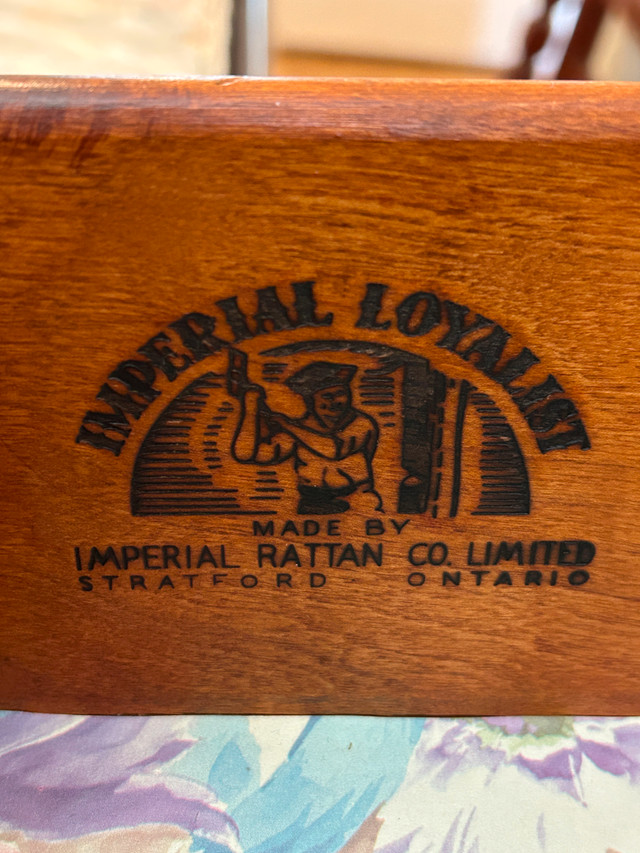 IMPERIAL LOYALIST
MADE BY
IMPERIAL RATTAN CO. LIMITED
STRATFORD ONTARIO